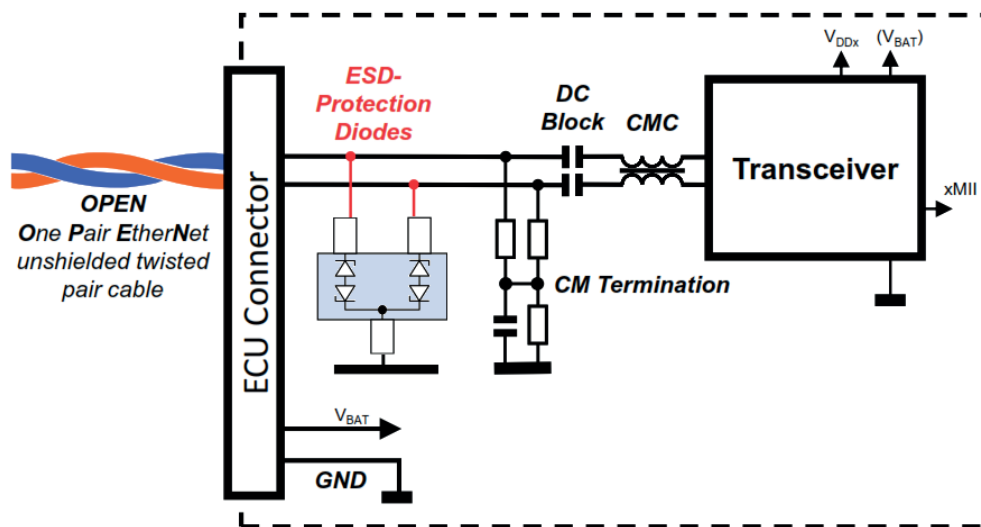 V_DDx (V_BAT)
ESD-
Protection
Diodes
DC
Block
CMC
Transceiver
xMII
OPEN
One Pair EtherNet
unshielded twisted
pair cable
ECU Connector
CM Termination
V_BAT
GND